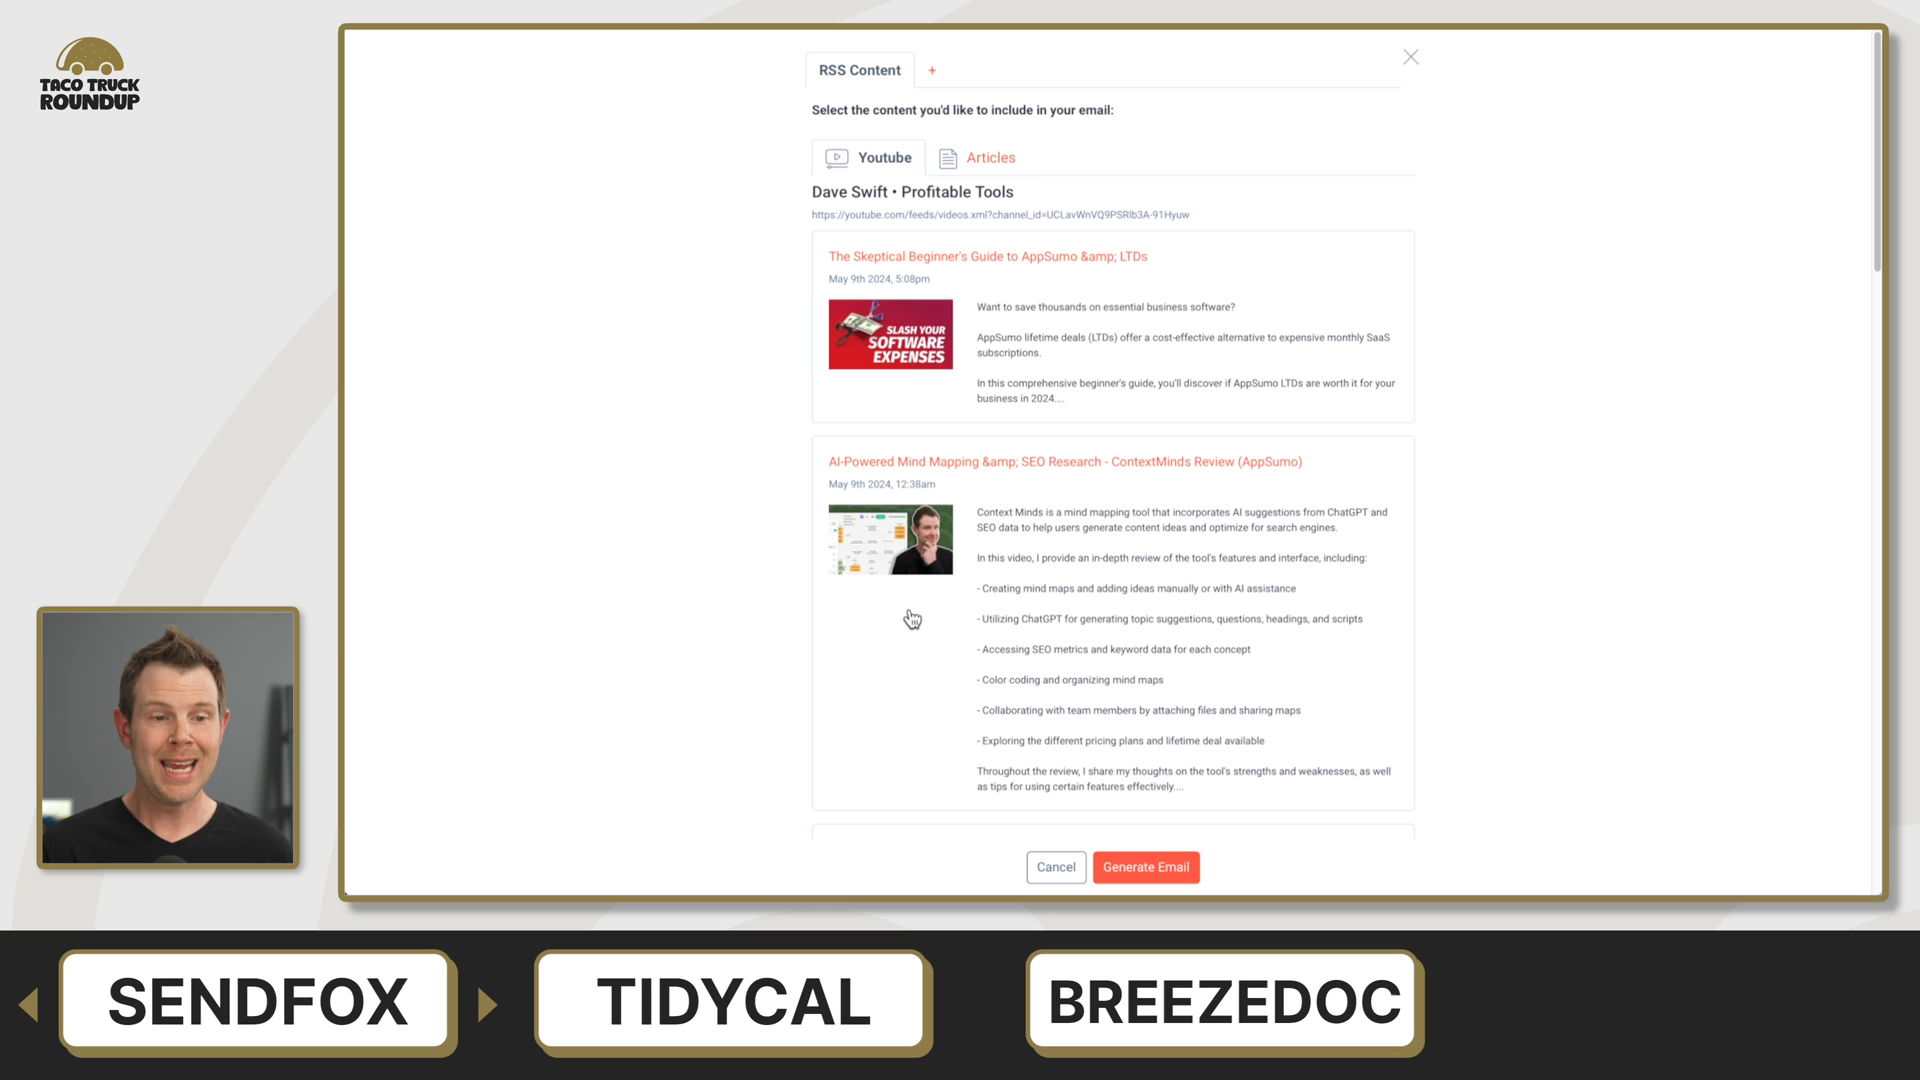 TACO TRUCK
ROUNDUP
RSS Content
+
Select the content you'd like to include in your email:
Youtube
Articles
Dave Swift • Profitable Tools
https://youtube.com/feeds/videos.xml?channel_id=UCLavWnVQ9PSRlb3A-91Hyuw
The Skeptical Beginner's Guide to AppSumo &amp; LTDs
May 9th 2024, 5:08pm
SLASH YOUR
SOFTWARE
EXPENSES
Want to save thousands on essential business software?
AppSumo lifetime deals (LTDs) offer a cost-effective alternative to expensive monthly SaaS
subscriptions.
In this comprehensive beginner's guide, you'll discover if AppSumo LTDs are worth it for your
business in 2024....
AI-Powered Mind Mapping &amp; SEO Research - ContextMinds Review (AppSumo)
May 9th 2024, 12:38am
Context Minds is a mind mapping tool that incorporates AI suggestions from ChatGPT and
SEO data to help users generate content ideas and optimize for search engines.
In this video, I provide an in-depth review of the tool's features and interface, including:
- Creating mind maps and adding ideas manually or with AI assistance
- Utilizing ChatGPT for generating topic suggestions, questions, headings, and scripts
- Accessing SEO metrics and keyword data for each concept
- Color coding and organizing mind maps
- Collaborating with team members by attaching files and sharing maps
- Exploring the different pricing plans and lifetime deal available
Throughout the review, I share my thoughts on the tool's strengths and weaknesses, as well
as tips for using certain features effectively....
Cancel
Generate Email
SENDFOX
TIDYCAL
BREEZEDOC